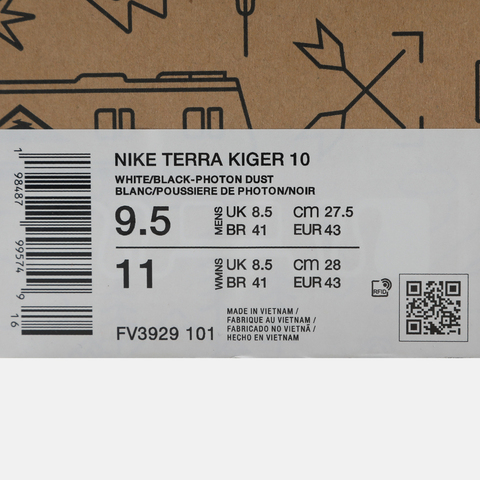 NIKE TERRA KIGER 10
WHITE/BLACK-PHOTON DUST
BLANC/POUSSIERE DE PHOTON/NOIR
9.5 MENS UK 8.5 cm 27.5
BR 41 EUR 43
11 WMNS UK 8.5 cm 28
BR 41 EUR 43
RFID
MADE IN VIETNAM /
FABRIQUE AU VIETNAM /
FABRICADO NO VIETNÃ /
HECHO EN VIETNAM
FV3929 101
1 98487 99574 9 16